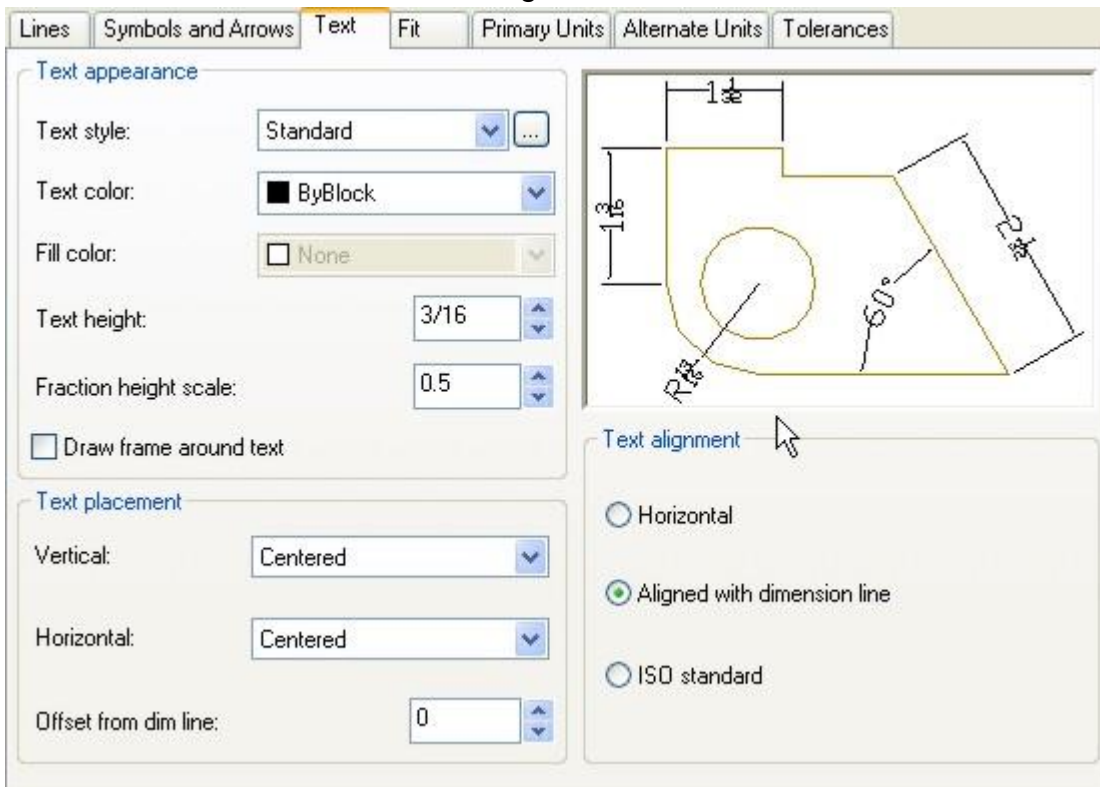 Lines Symbols and Arrows Text Fit Primary Units Alternate Units Tolerances
Text appearance
Text style: Standard ...
Text color: ByBlock
Fill color: None
Text height: 3/16
Fraction height scale: 0.5
Draw frame around text
Text placement
Vertical: Centered
Horizontal: Centered
Offset from dim line: 0
60°
Text alignment
Horizontal
Aligned with dimension line
ISO standard